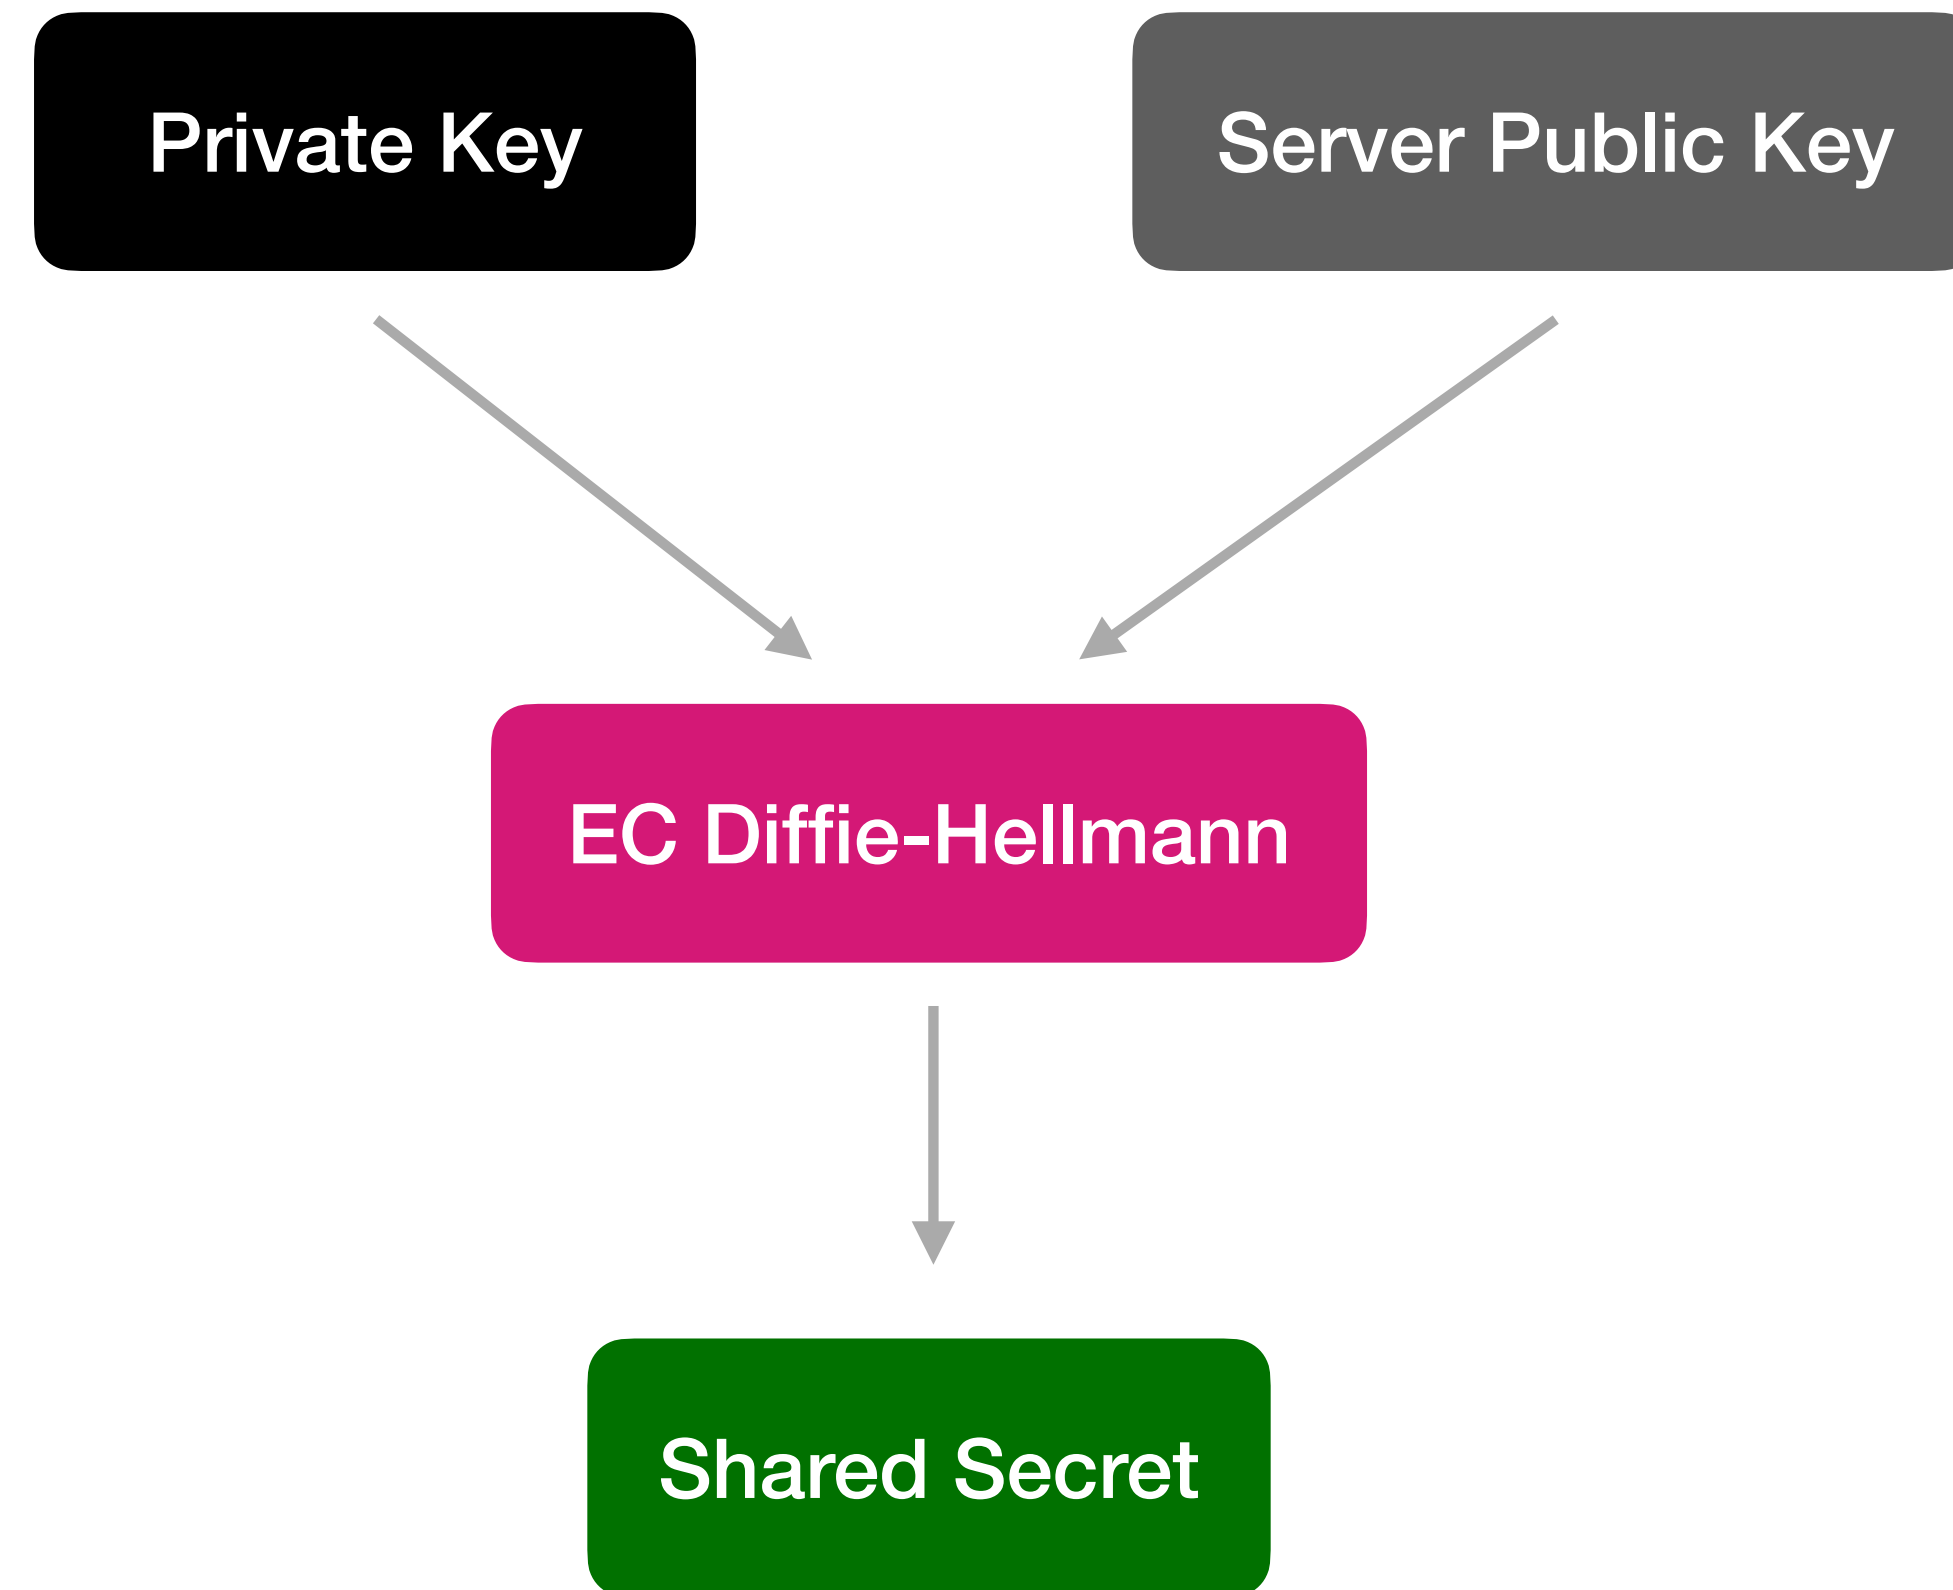 Private Key
Server Public Key
EC Diffie-Hellmann
Shared Secret